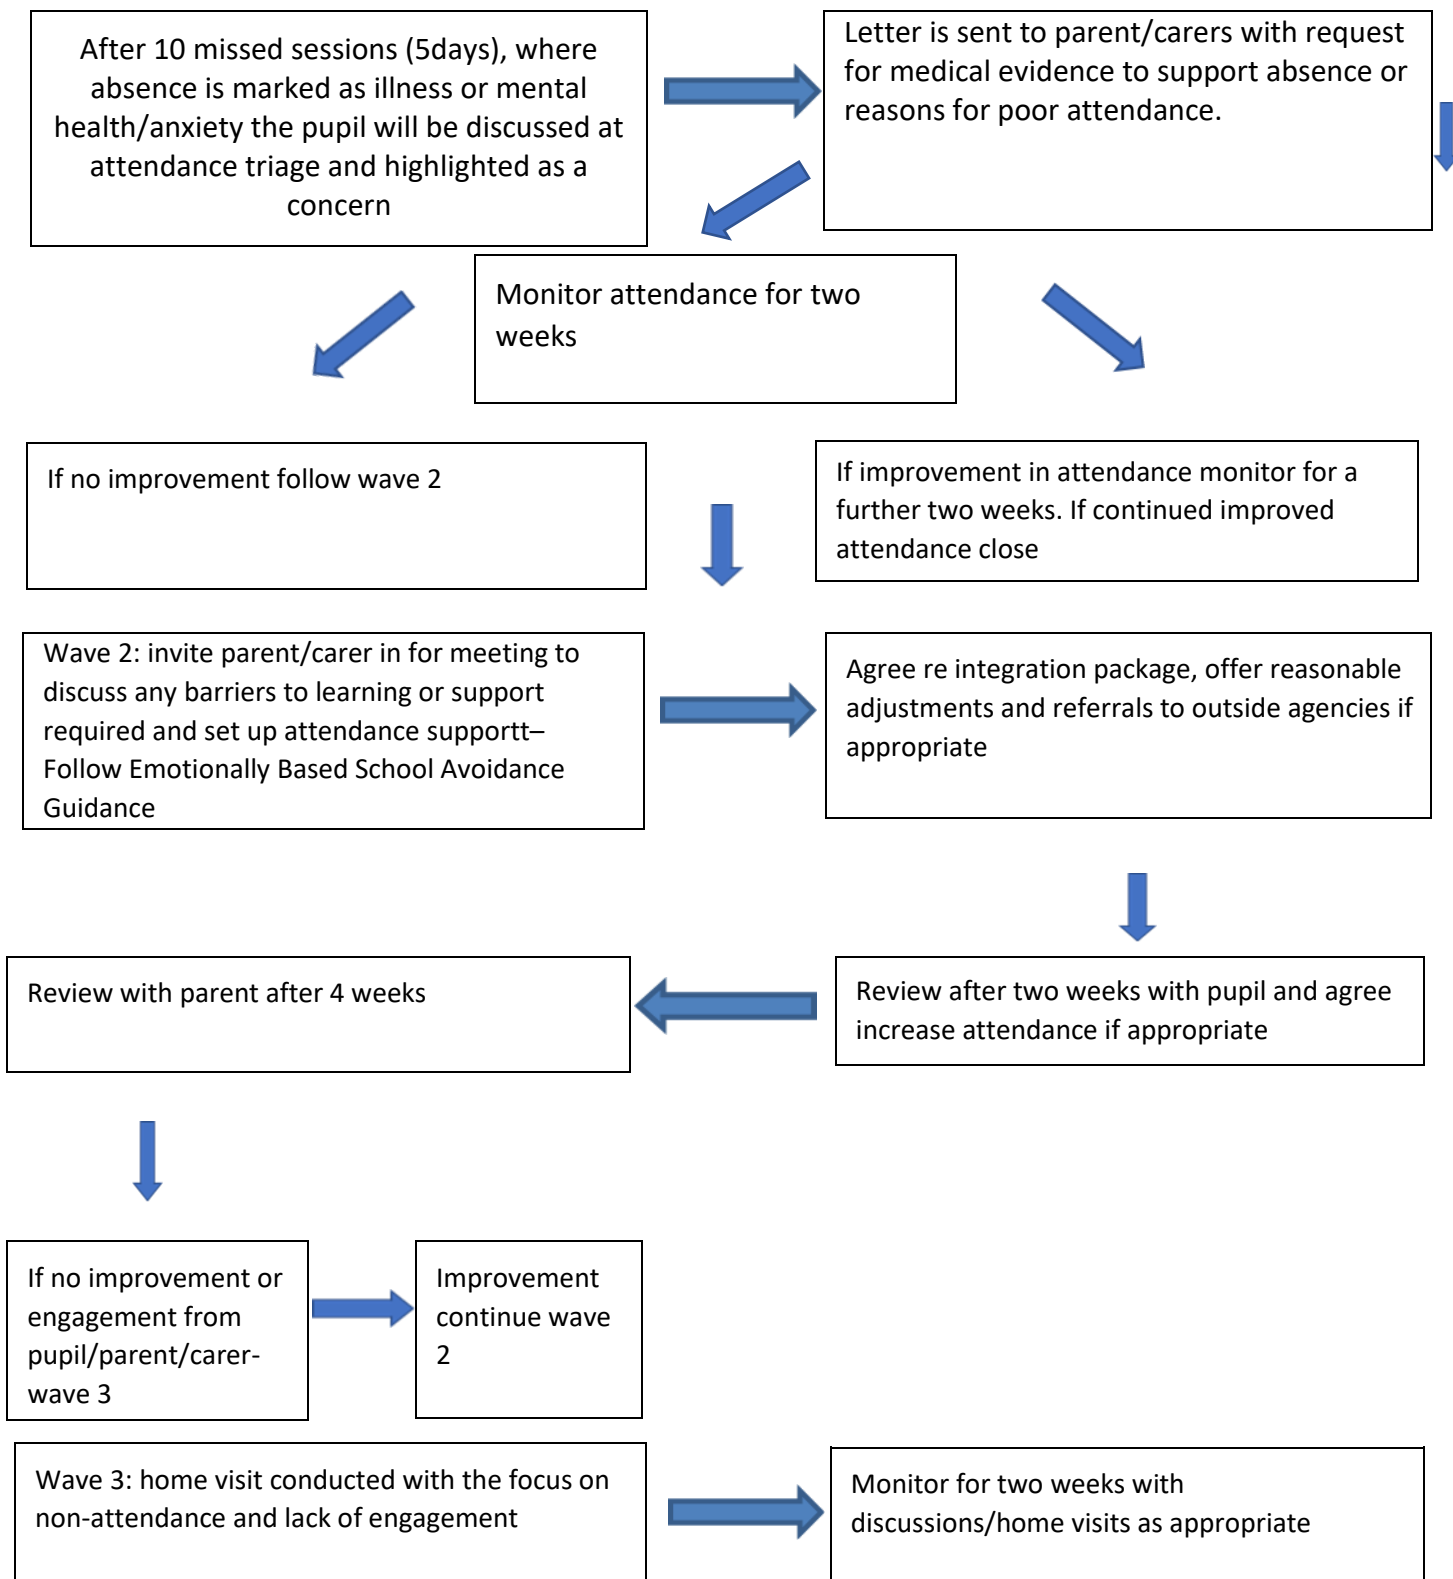 After 10 missed sessions (5days), where
absence is marked as illness or mental
health/anxiety the pupil will be discussed at
attendance triage and highlighted as a
concern
Letter is sent to parent/carers with request
for medical evidence to support absence or
reasons for poor attendance.
Monitor attendance for two
weeks
If no improvement follow wave 2
If improvement in attendance monitor for a
further two weeks. If continued improved
attendance close
Wave 2: invite parent/carer in for meeting to
discuss any barriers to learning or support
required and set up attendance supportt–
Follow Emotionally Based School Avoidance
Guidance
Agree re integration package, offer reasonable
adjustments and referrals to outside agencies if
appropriate
Review after two weeks with pupil and agree
increase attendance if appropriate
Review with parent after 4 weeks
If no improvement or
engagement from
pupil/parent/carer-
wave 3
Improvement
continue wave
2
Wave 3: home visit conducted with the focus on
non-attendance and lack of engagement
Monitor for two weeks with
discussions/home visits as appropriate